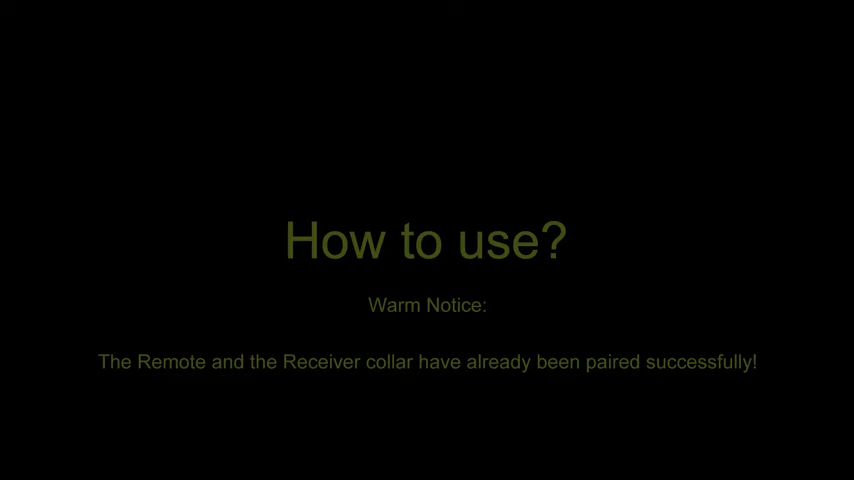 How to use?
Warm Notice:
The Remote and the Receiver collar have already been paired successfully!